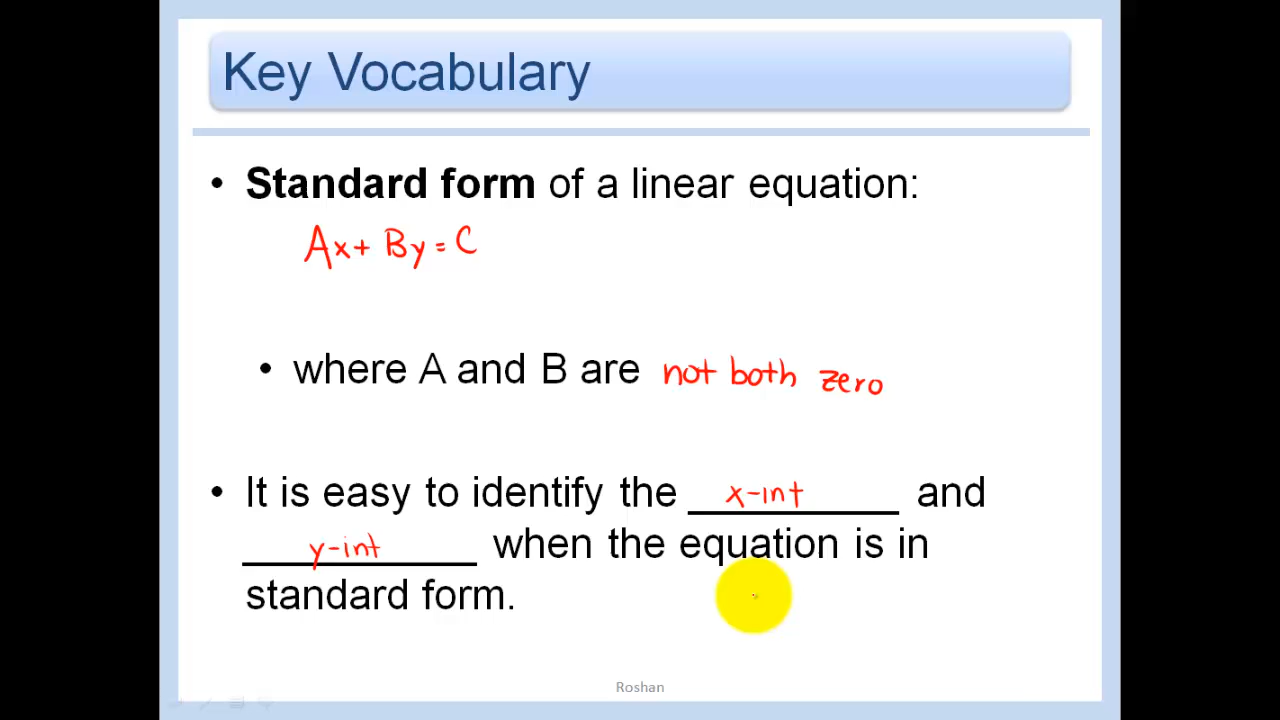 Key Vocabulary
• Standard form of a linear equation:
Ax + By = C
• where A and B are not both zero
• It is easy to identify the x-int and
y-int when the equation is in
standard form.
Roshan